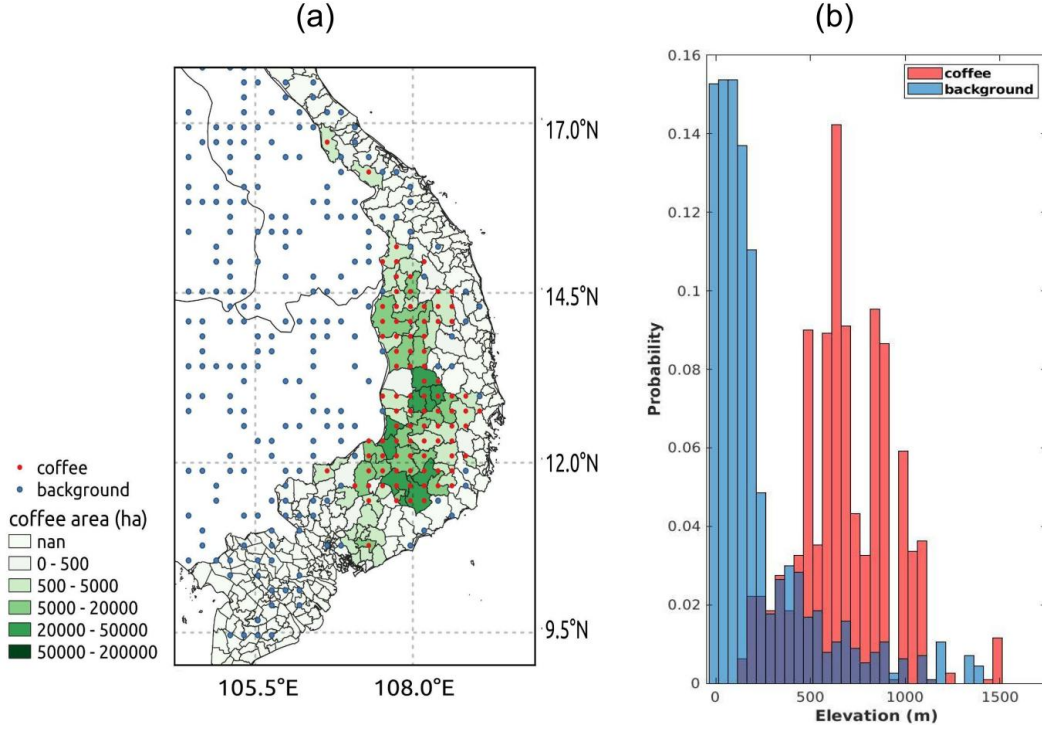 (a)
17.0°N
14.5°N
12.0°N
9.5°N
105.5°E 108.0°E
coffee
background
coffee area (ha)
nan
0 - 500
500 - 5000
5000 - 20000
20000 - 50000
50000 - 200000
(b)
0.16
0.14
0.12
0.1
0.08
0.06
0.04
0.02
0
Probability
coffee
background
0 500 1000 1500
Elevation (m)